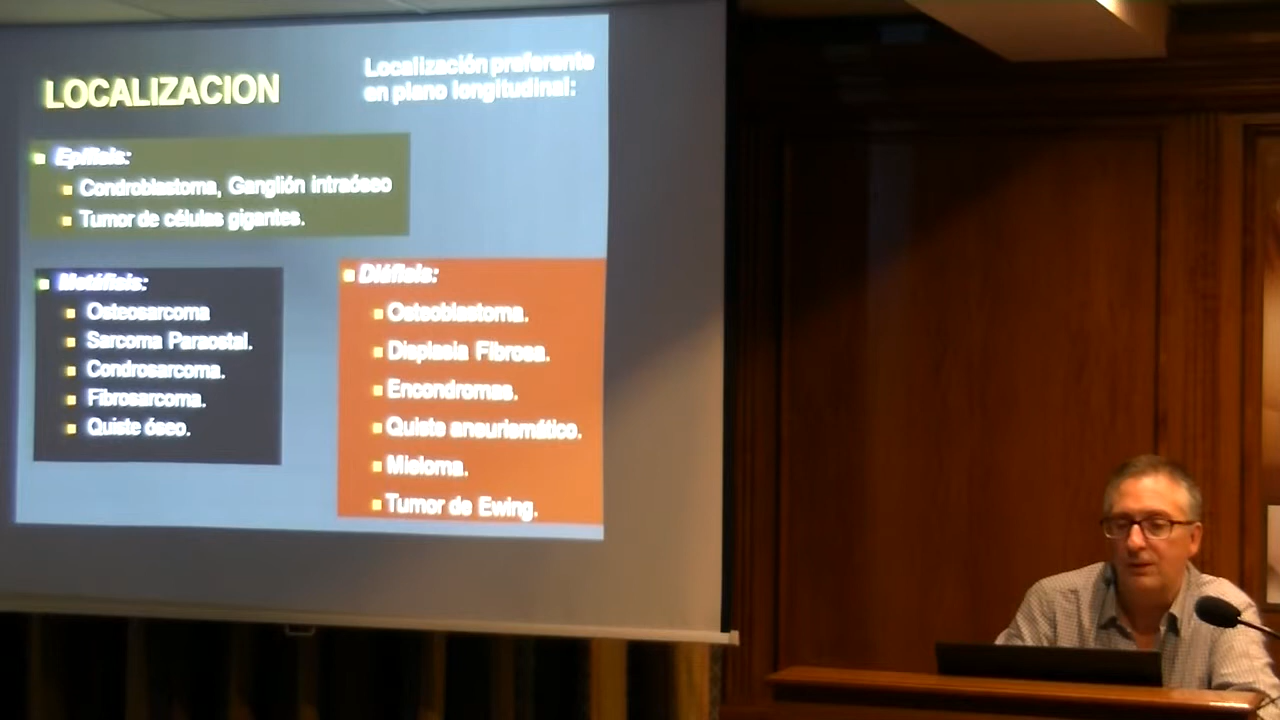 LOCALIZACION
Localización preferente
en plano longitudinal:
Epífisis:
Condroblastoma, Ganglión intraóseo
Tumor de células gigantes.
Metáfisis:
Osteosarcoma
Sarcoma Paraostal.
Condrosarcoma.
Fibrosarcoma.
Quiste óseo.
Diáfisis:
Osteoblastoma.
Displasia Fibrosa.
Encondromas.
Quiste aneurismático.
Mieloma.
Tumor de Ewing.